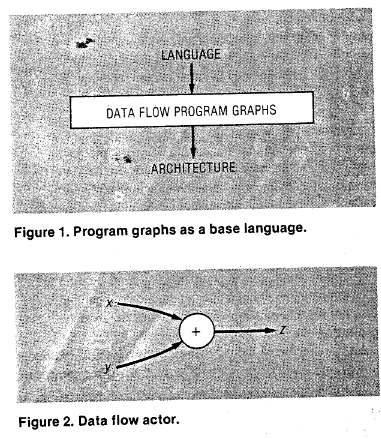 LANGUAGE
DATA FLOW PROGRAM GRAPHS
ARCHITECTURE
Figure 1. Program graphs as a base language.
x
+
z
y
Figure 2. Data flow actor.